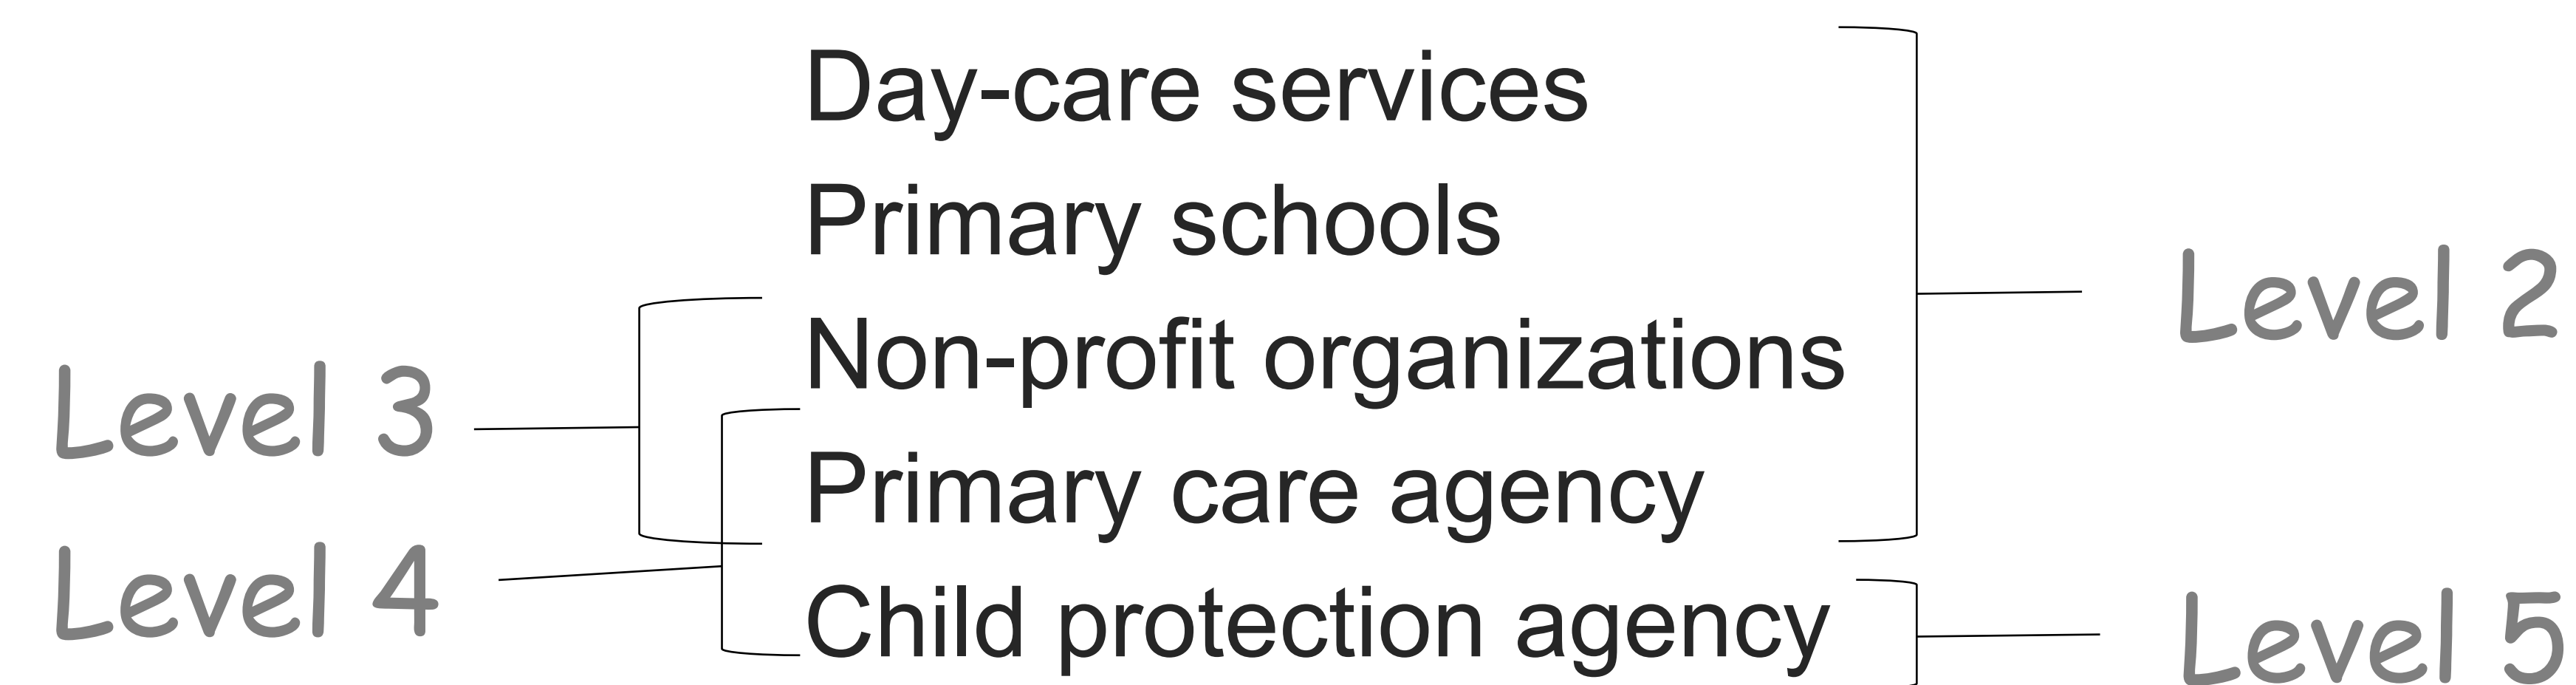 Day-care services
Primary schools
Level 2
Non-profit organizations
Level 3
Primary care agency
Level 4
Child protection agency
Level 5